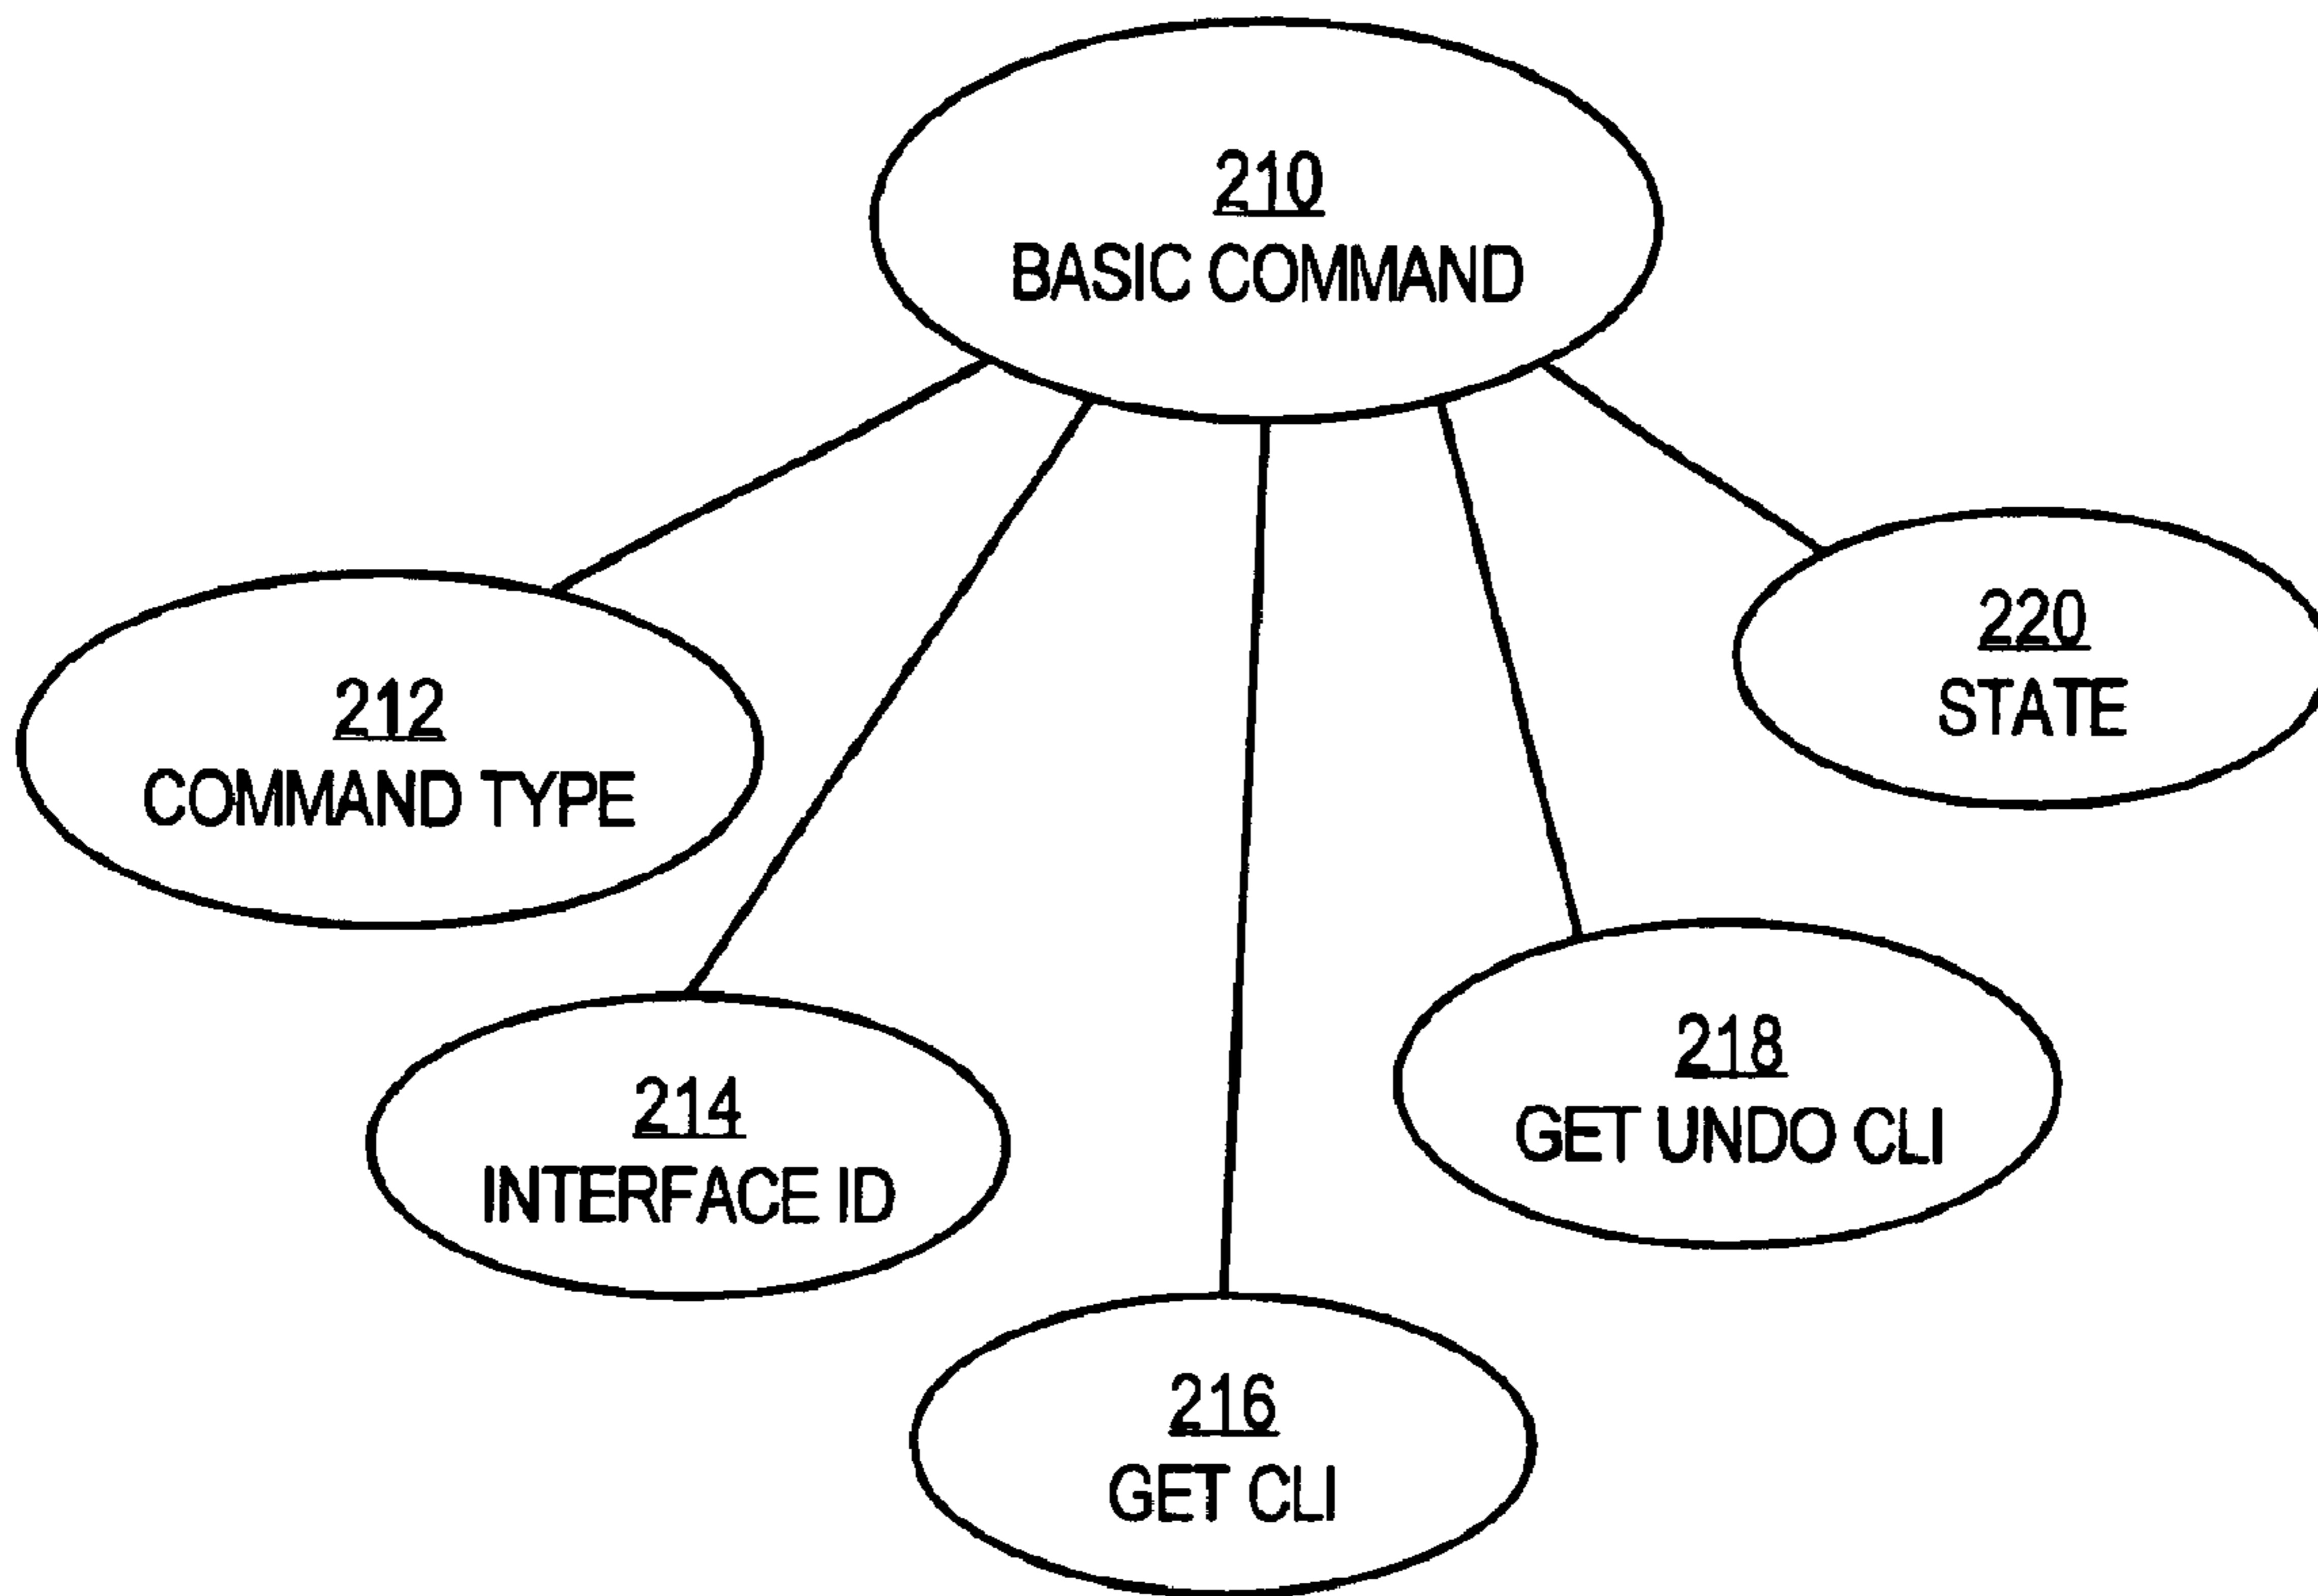 210
BASIC COMMAND
212
COMMAND TYPE
214
INTERFACE ID
216
GET CLI
218
GET UNDO CLI
220
STATE